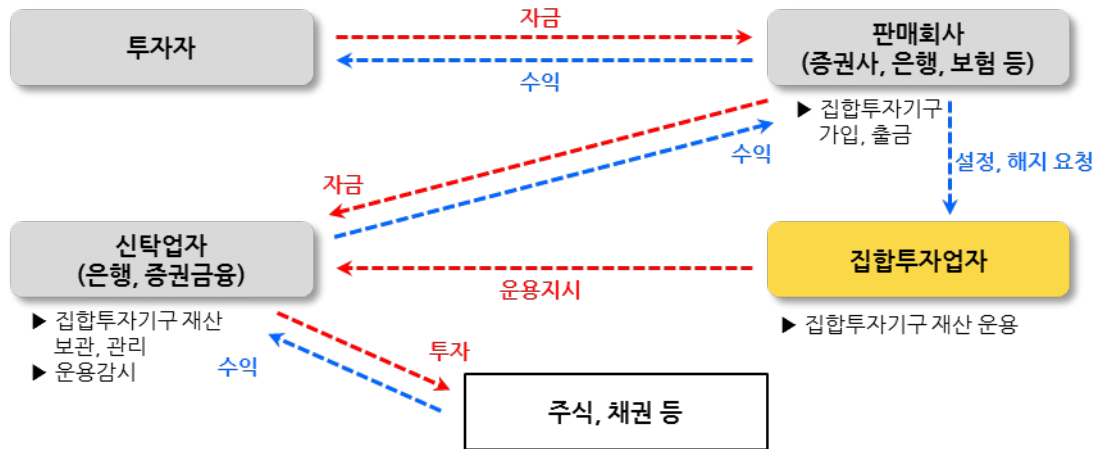 자금
투자자
판매회사
(증권사, 은행, 보험 등)
수익
▶ 집합투자기구
가입, 출금
수익
설정, 해지 요청
자금
신탁업자
(은행, 증권금융)
집합투자업자
운용지시
▶ 집합투자기구 재산
보관, 관리
▶ 운용감시
▶ 집합투자기구 재산 운용
투자
수익
주식, 채권 등